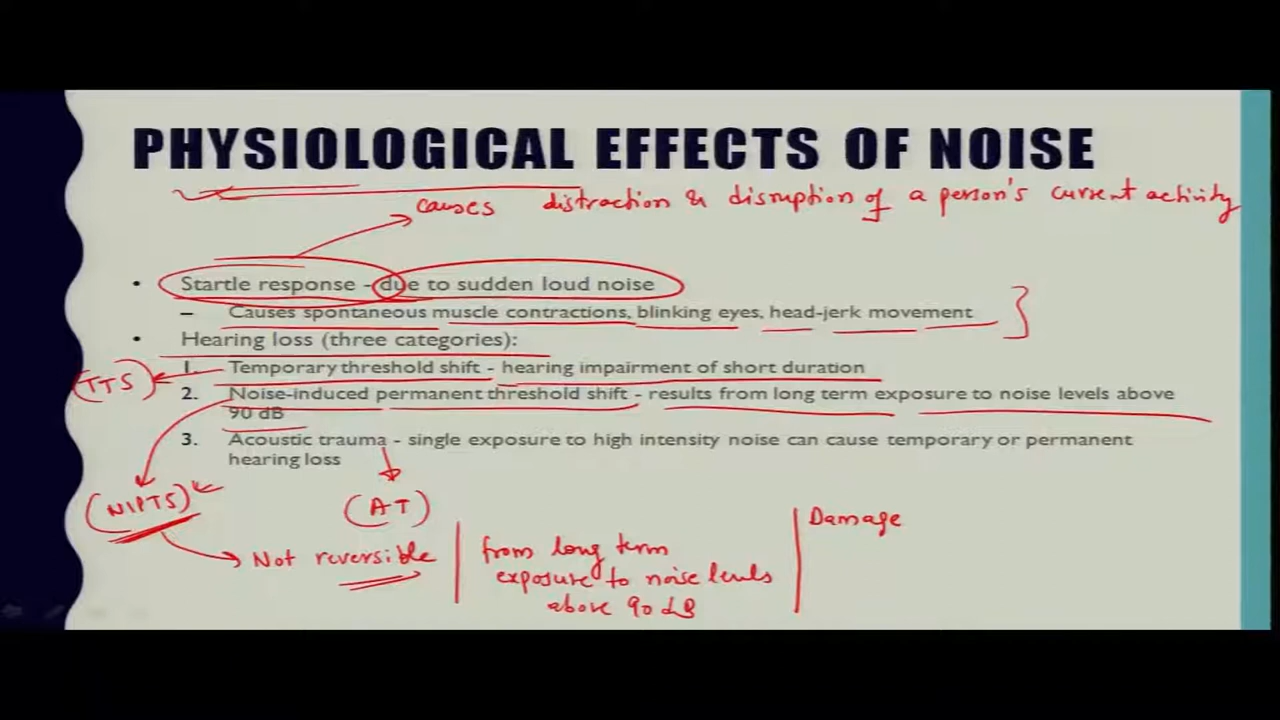 PHYSIOLOGICAL EFFECTS OF NOISE
causes distraction & disruption of a person's current activity
• Startle response - due to sudden loud noise
– Causes spontaneous muscle contractions, blinking eyes, head-jerk movement
• Hearing loss (three categories):
1. Temporary threshold shift - hearing impairment of short duration
(TTS)
2. Noise-induced permanent threshold shift - results from long term exposure to noise levels above
90 dB
3. Acoustic trauma - single exposure to high intensity noise can cause temporary or permanent
hearing loss
(NIPTS)
(AT)
Not reversible
from long term
exposure to noise levels
above 90 dB
Damage